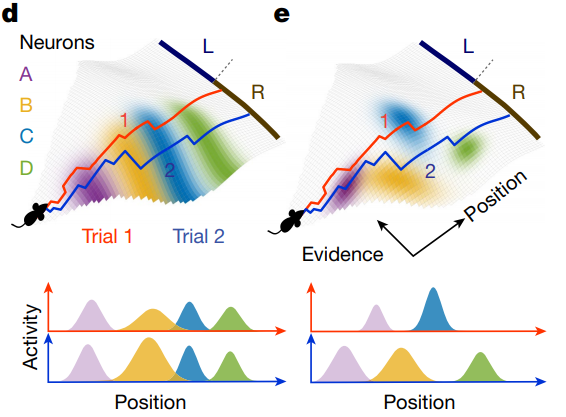 d
e
Neurons
A
B
C
D
L
R
1
2
Trial 1
Trial 2
L
R
1
2
Position
Evidence
Activity
Position
Position